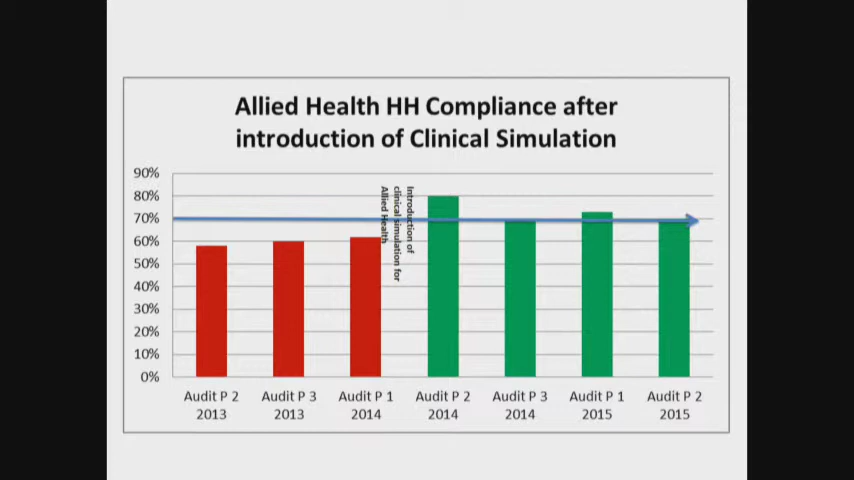 Allied Health HH Compliance after
introduction of Clinical Simulation
90%
80%
70%
60%
50%
40%
30%
20%
10%
0%
Introduction of
clinical simulation for
Allied Health
Audit P 2
2013
Audit P 3
2013
Audit P 1
2014
Audit P 2
2014
Audit P 3
2014
Audit P 1
2015
Audit P 2
2015